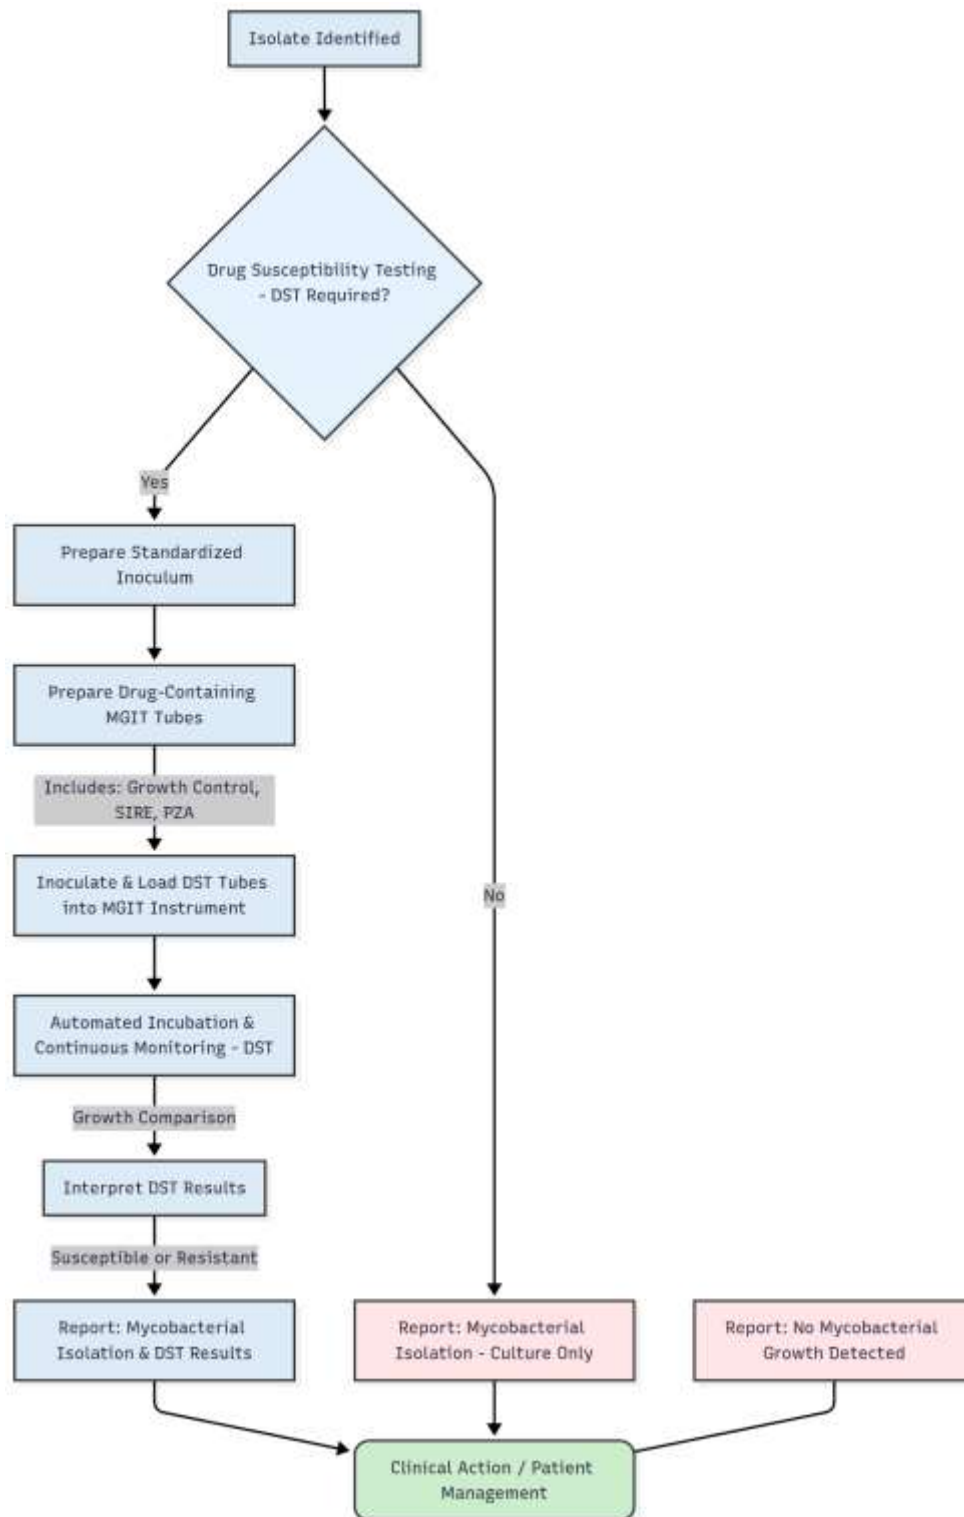 Isolate Identified
Drug Susceptibility Testing
- DST Required?
Yes
Prepare Standardized
Inoculum
Prepare Drug-Containing
MGIT Tubes
Includes: Growth Control,
SIRE, PZA
Inoculate & Load DST Tubes
into MGIT Instrument
No
Automated Incubation &
Continuous Monitoring - DST
Growth Comparison
Interpret DST Results
Susceptible or Resistant
Report: Mycobacterial
Isolation & DST Results
Report: Mycobacterial
Isolation - Culture Only
Report: No Mycobacterial
Growth Detected
Clinical Action / Patient
Management